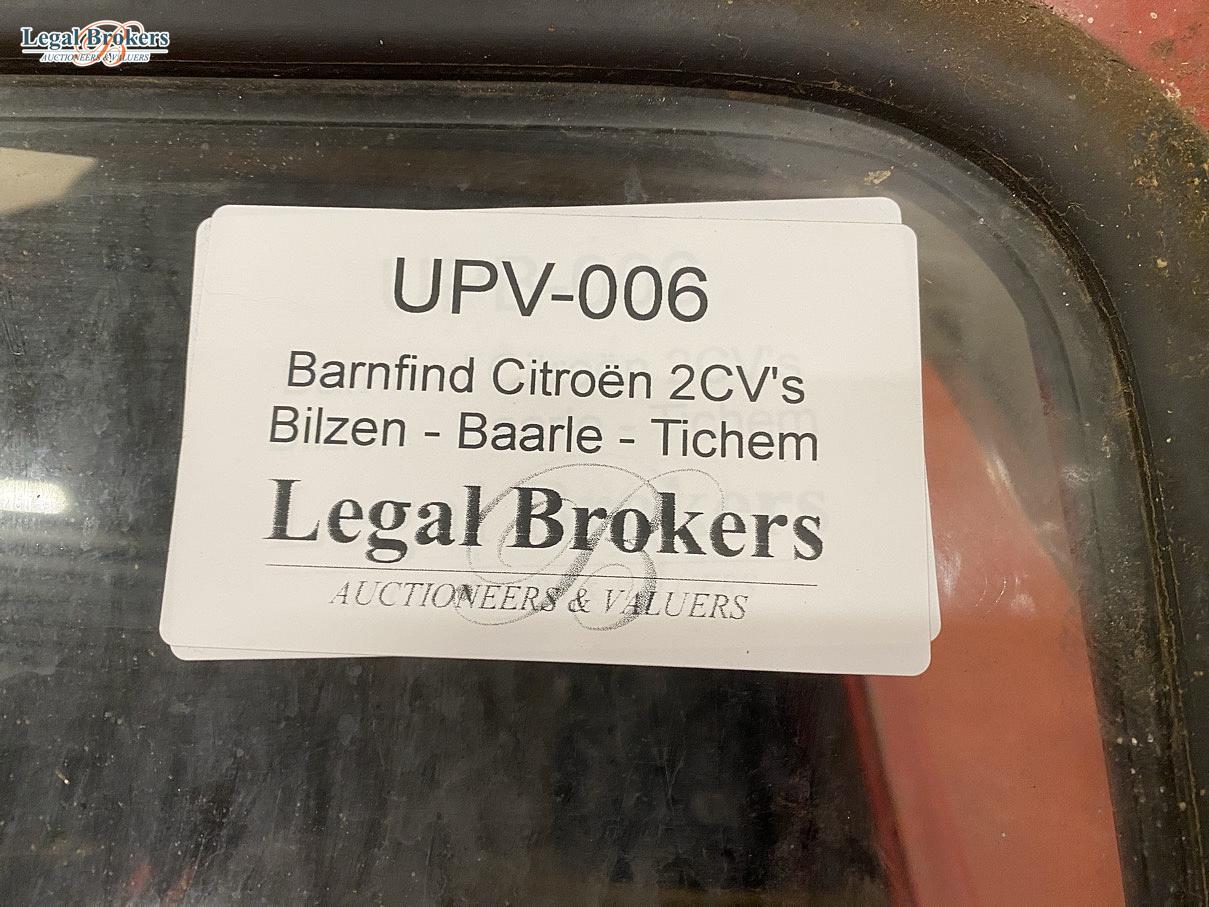 Legal Brokers
AUCTIONEERS & VALUERS
UPV-006
Barnfind Citroën 2CV's
Bilzen - Baarle - Tichem
Legal Brokers
AUCTIONEERS & VALUERS